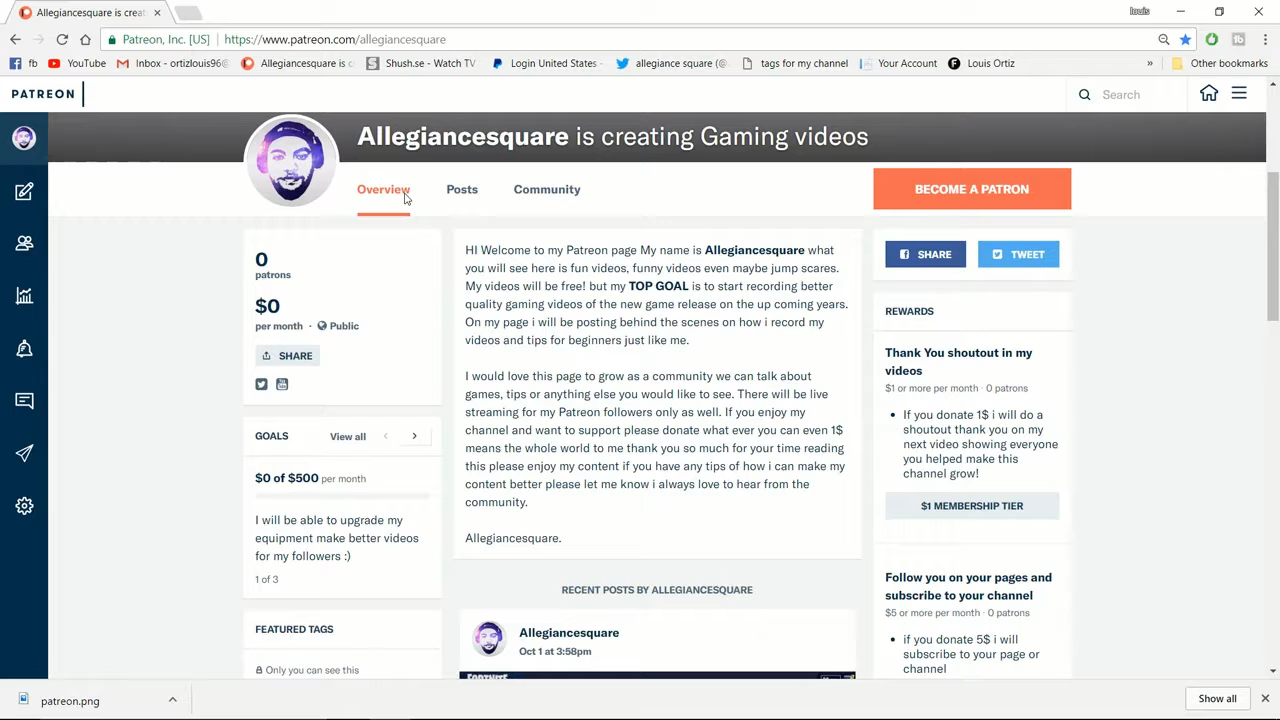 Allegiancesquare is crea
louis
Patreon, Inc. [US]
https://www.patreon.com/allegiancesquare
fb
YouTube
Inbox - ortizlouis96@
Allegiancesquare is c
Shush.se - Watch TV
Login United States -
allegiance square (@
tags for my channel
Your Account
Louis Ortiz
»
Other bookmarks
PATREON
Search
Allegiancesquare is creating Gaming videos
Overview
Posts
Community
BECOME A PATRON
0
patrons
$0
per month · Public
SHARE
GOALS
View all
$0 of $500 per month
I will be able to upgrade my
equipment make better videos
for my followers :)
1 of 3
FEATURED TAGS
Only you can see this
HI Welcome to my Patreon page My name is Allegiancesquare what
you will see here is fun videos, funny videos even maybe jump scares.
My videos will be free! but my TOP GOAL is to start recording better
quality gaming videos of the new game release on the up coming years.
On my page i will be posting behind the scenes on how i record my
videos and tips for beginners just like me.
I would love this page to grow as a community we can talk about
games, tips or anything else you would like to see. There will be live
streaming for my Patreon followers only as well. If you enjoy my
channel and want to support please donate what ever you can even 1$
means the whole world to me thank you so much for your time reading
this please enjoy my content if you have any tips of how i can make my
content better please let me know i always love to hear from the
community.
Allegiancesquare.
RECENT POSTS BY ALLEGIANCESQUARE
Allegiancesquare
Oct 1 at 3:58pm
FORTNITE
SHARE
TWEET
REWARDS
Thank You shoutout in my
videos
$1 or more per month · 0 patrons
• If you donate 1$ i will do a
shoutout thank you on my
next video showing everyone
you helped make this
channel grow!
$1 MEMBERSHIP TIER
Follow you on your pages and
subscribe to your channel
$5 or more per month · 0 patrons
• if you donate 5$ i will
subscribe to your page or
channel
patreon.png
Show all